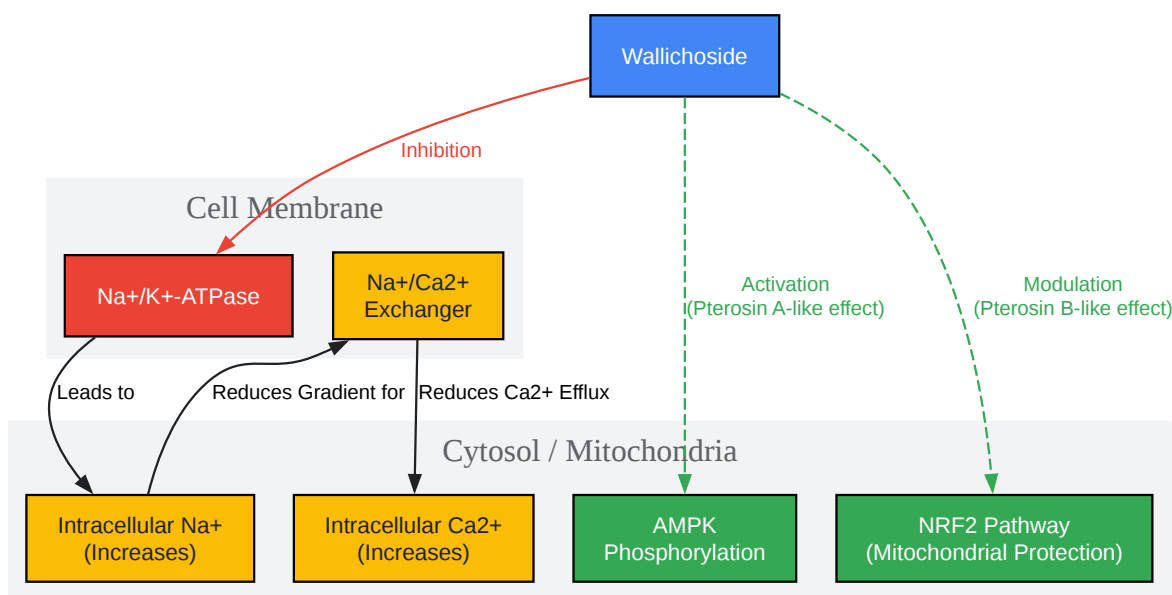 Wallichoside
Inhibition
Cell Membrane
Na+/K+-ATPase
Na+/Ca2+
Exchanger
Activation
(Pterosin A-like effect)
Modulation
(Pterosin B-like effect)
Leads to
Reduces Gradient for
Reduces Ca2+ Efflux
Cytosol / Mitochondria
Intracellular Na+
(Increases)
Intracellular Ca2+
(Increases)
AMPK
Phosphorylation
NRF2 Pathway
(Mitochondrial Protection)